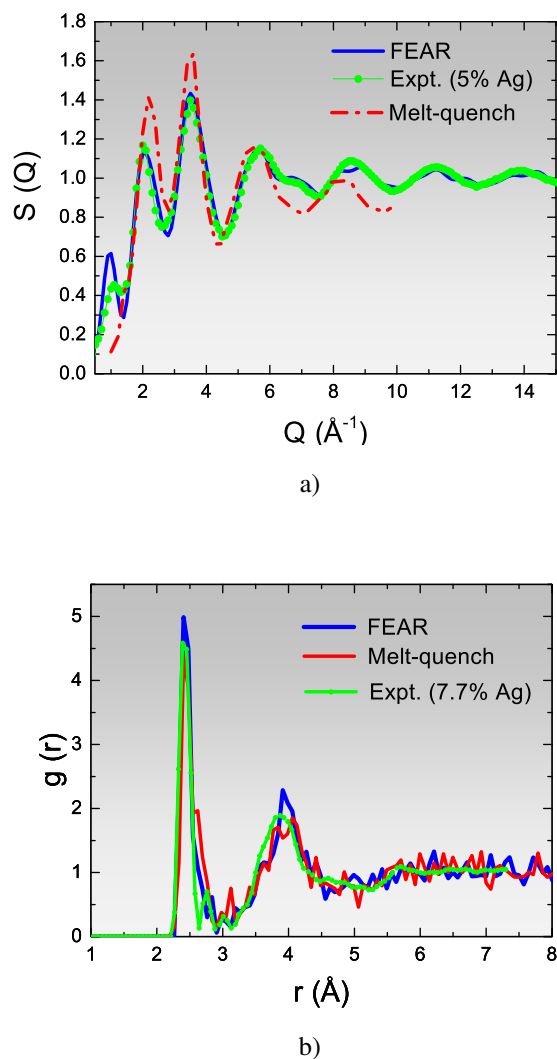 1.8
1.6
1.4
1.2
1.0
0.8
0.6
0.4
0.2
0.0
S (Q)
FEAR
Expt. (5% Ag)
Melt-quench
2 4 6 8 10 12 14
Q (Å⁻¹)
a)
5
4
3
2
1
0
g (r)
FEAR
Melt-quench
Expt. (7.7% Ag)
1 2 3 4 5 6 7 8
r (Å)
b)